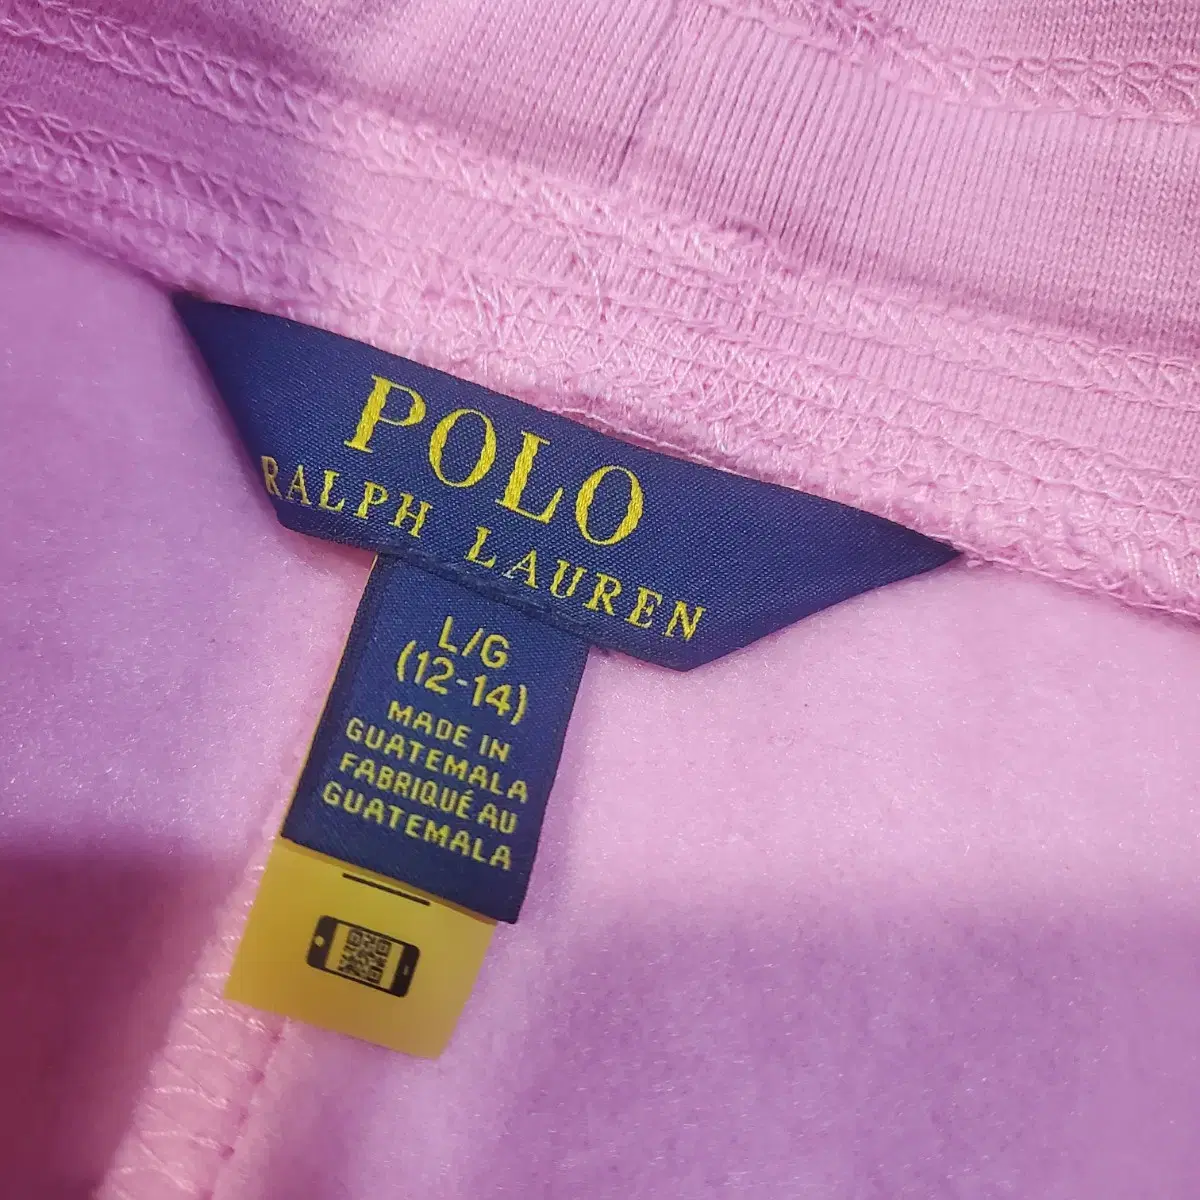 POLO
RALPH LAUREN
L/G
(12-14)
MADE IN
GUATEMALA
FABRIQUÉ AU
GUATEMALA